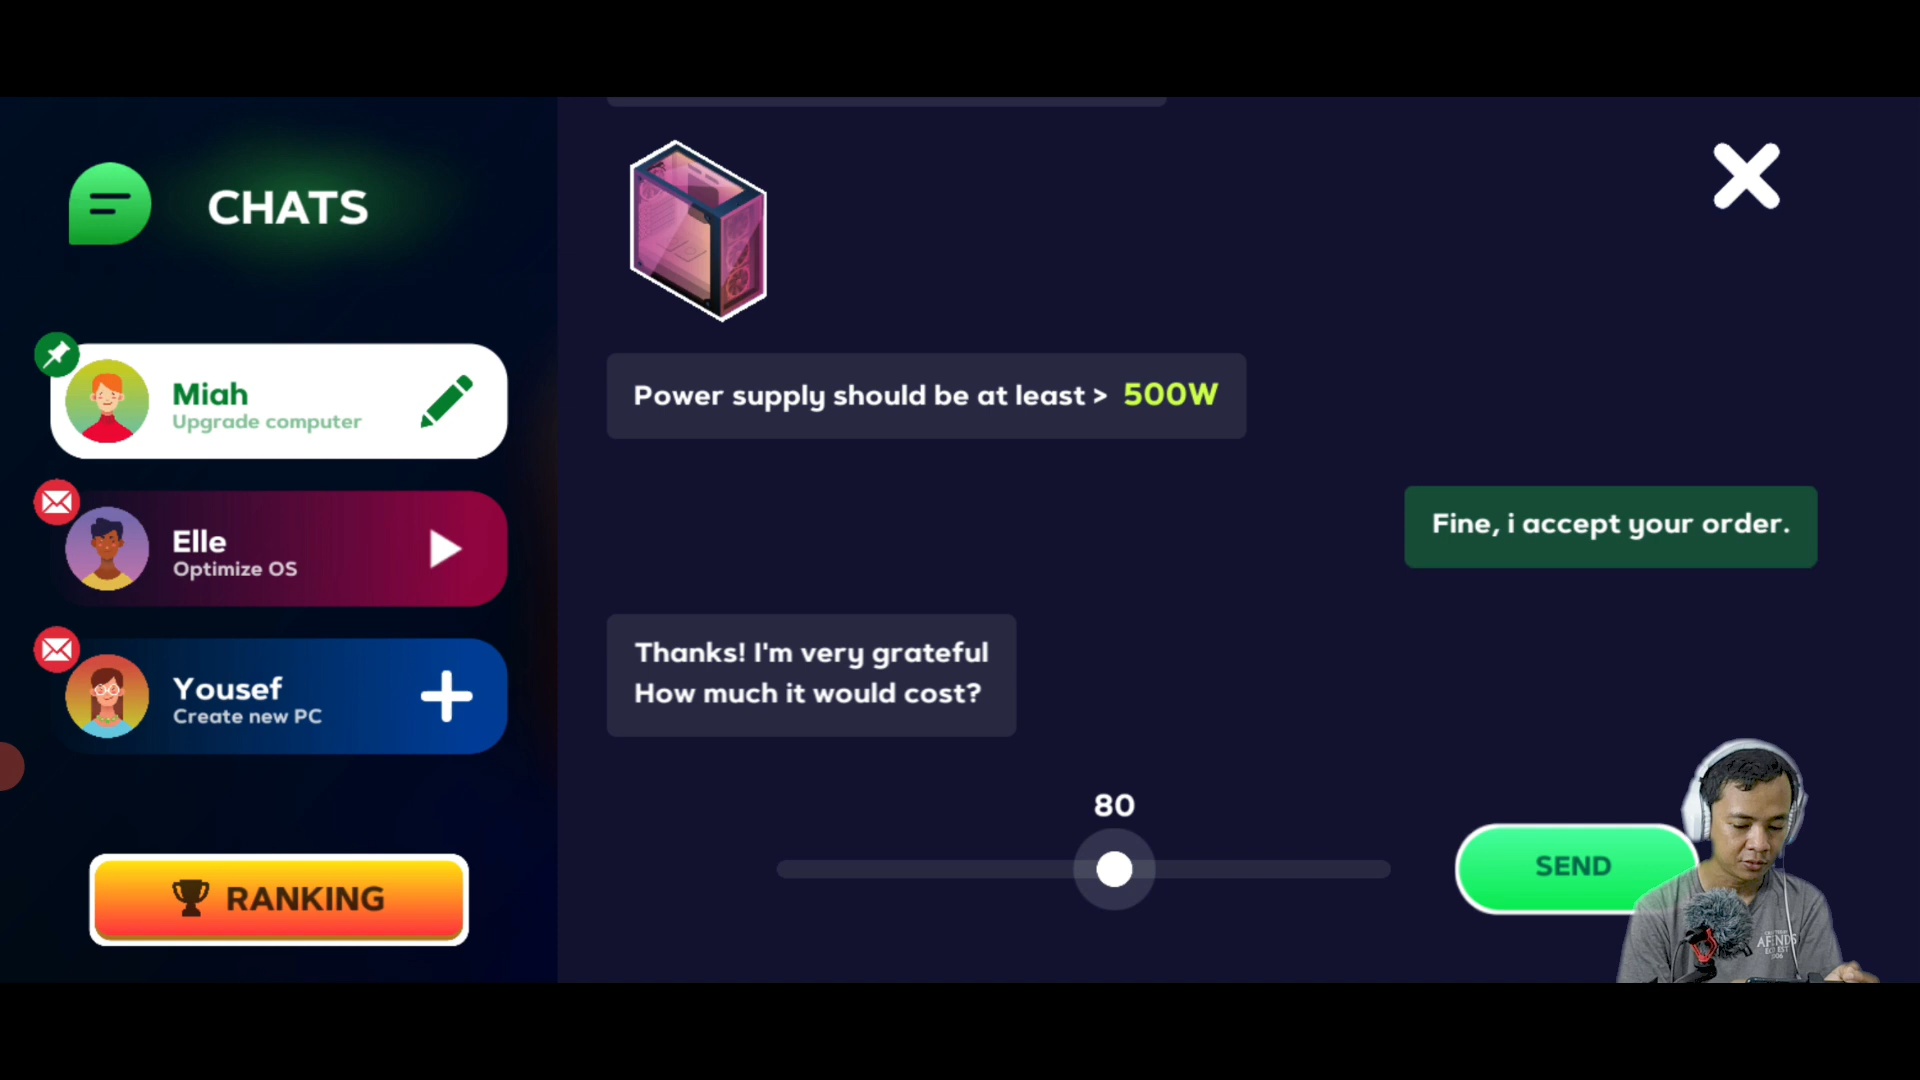 CHATS
Miah
Upgrade computer
Elle
Optimize OS
Yousef
Create new PC
RANKING
Power supply should be at least > 500W
Fine, i accept your order.
Thanks! I'm very grateful
How much it would cost?
80
SEND
AFENDS